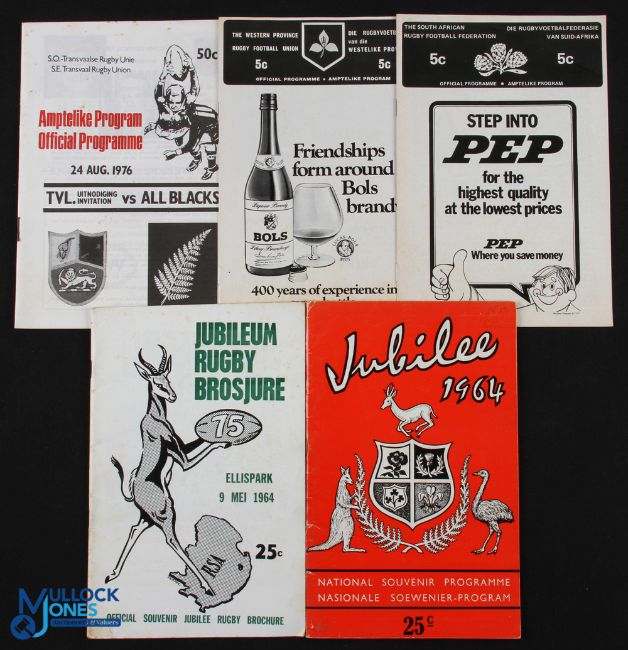 S.O.-Transvaalse Rugby Unie
S.E. Transvaal Rugby Union
50c
Amptelike Program
Official Programme
24 AUG. 1976
TVL. UITNODIGING
INVITATION vs ALL BLACKS
THE WESTERN PROVINCE
RUGBY FOOTBALL UNION
DIE RUGBYVOETBA
van die
WESTELIKE PRO
5c
5c
OFFICIAL PROGRAMME • AMPTELIKE PROGRAM
Friendships
form around
Bols
brandy
BOLS
400 years of experience in
THE SOUTH AFRICAN
RUGBY FOOTBALL FEDERATION
DIE RUGBYVOETBALFEDERASIE
VAN SUID-AFRIKA
5c
5c
OFFICIAL PROGRAMME • AMPTELIKE PROGRAM
STEP INTO
PEP
for the
highest quality
at the lowest prices
PEP
Where you save money
JUBILEUM
RUGBY
BROSJURE
75
ELLISPARK
9 MEI 1964
RSA
25c
OFFICIAL SOUVENIR JUBILEE RUGBY BROCHURE
Jubilee
1964
NATIONAL SOUVENIR PROGRAMME
NASIONALE SOEWENIER-PROGRAM
25c
MULLOCK
JONES
Auctioneers & Valuers